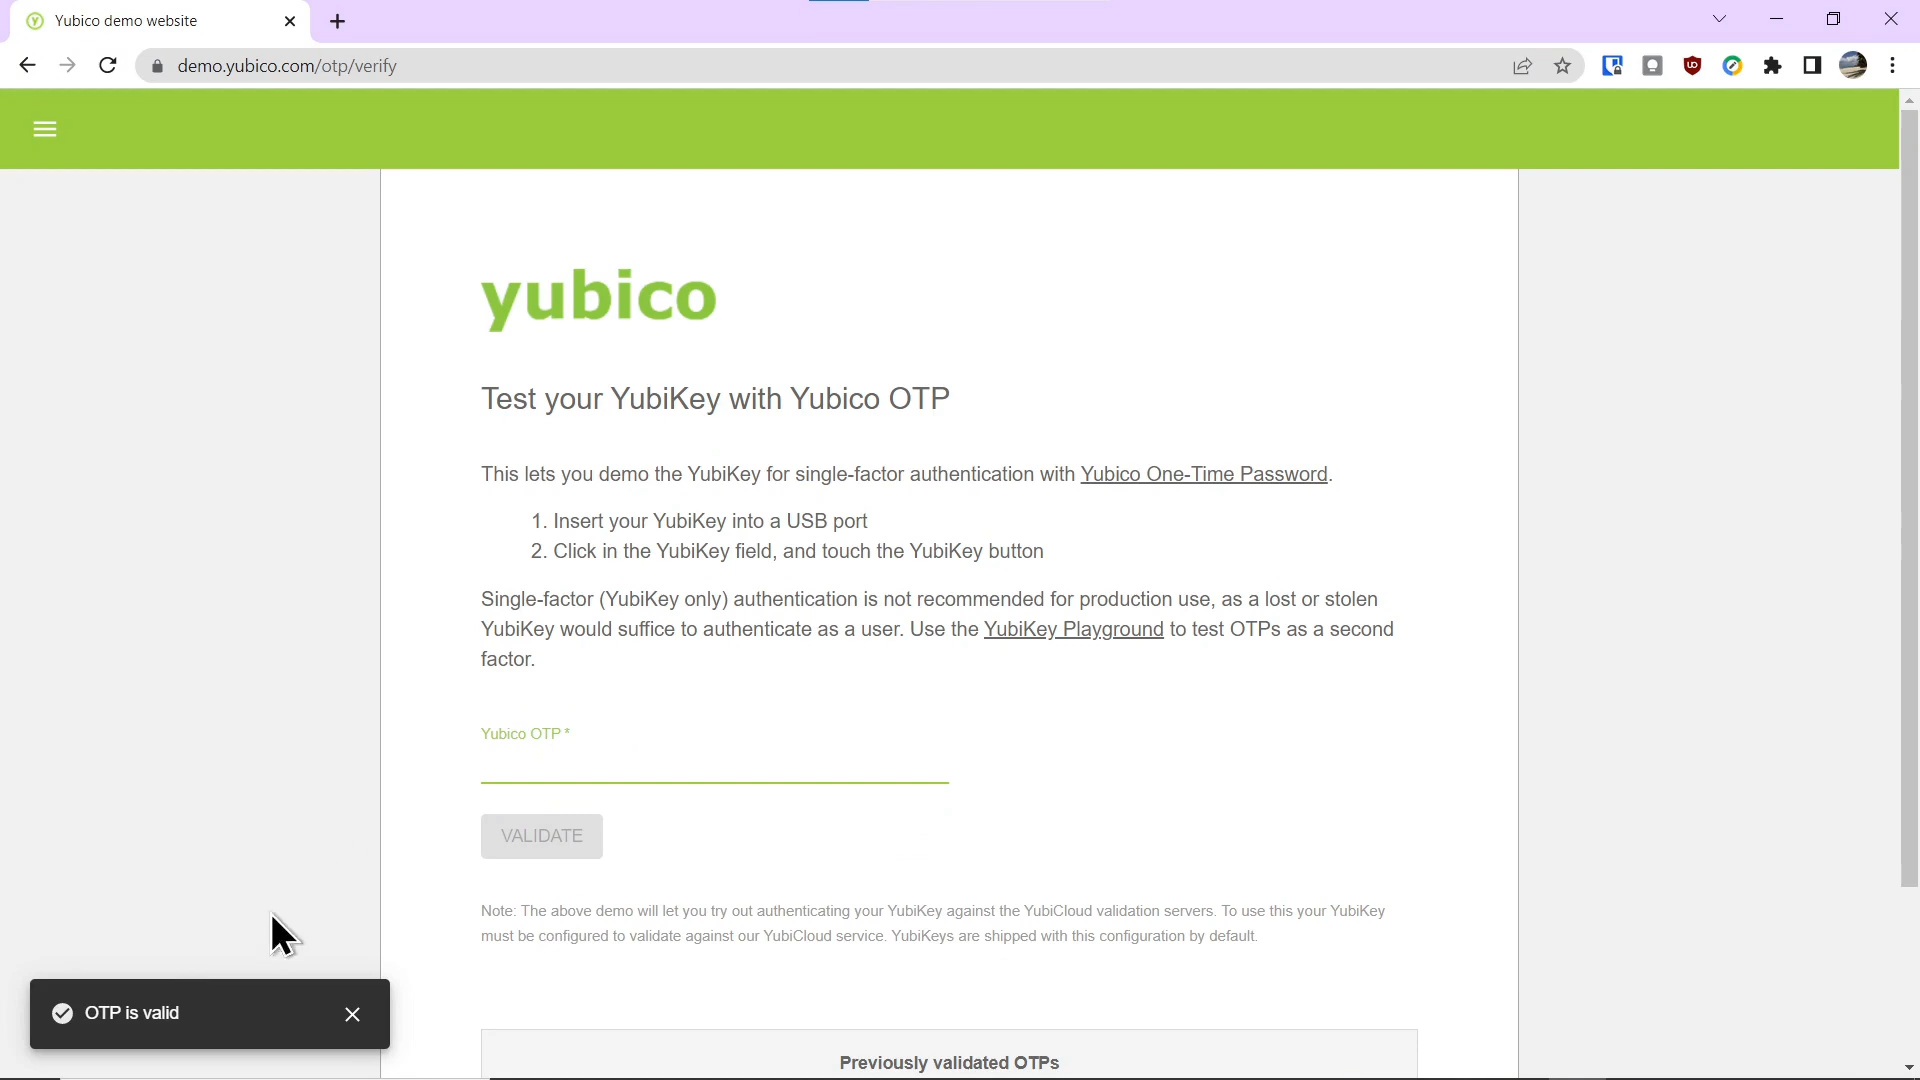 Yubico demo website
demo.yubico.com/otp/verify
yubico
Test your YubiKey with Yubico OTP
This lets you demo the YubiKey for single-factor authentication with Yubico One-Time Password.
1. Insert your YubiKey into a USB port
2. Click in the YubiKey field, and touch the YubiKey button
Single-factor (YubiKey only) authentication is not recommended for production use, as a lost or stolen
YubiKey would suffice to authenticate as a user. Use the YubiKey Playground to test OTPs as a second
factor.
Yubico OTP *
VALIDATE
Note: The above demo will let you try out authenticating your YubiKey against the YubiCloud validation servers. To use this your YubiKey
must be configured to validate against our YubiCloud service. YubiKeys are shipped with this configuration by default.
OTP is valid
Previously validated OTPs